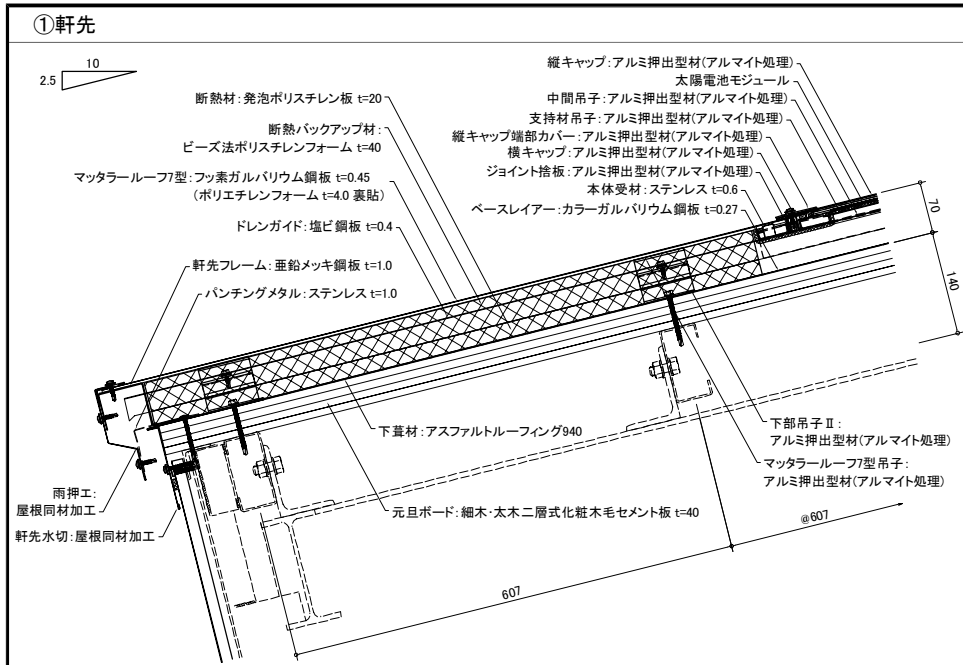 ①軒先
10
2.5
縦キャップ:アルミ押出型材(アルマイト処理)
太陽電池モジュール
中間吊子:アルミ押出型材(アルマイト処理)
支持材吊子:アルミ押出型材(アルマイト処理)
縦キャップ端部カバー:アルミ押出型材(アルマイト処理)
横キャップ:アルミ押出型材(アルマイト処理)
ジョイント捨板:アルミ押出型材(アルマイト処理)
本体受材:ステンレス t=0.6
ベースレイアー:カラーガルバリウム鋼板 t=0.27
断熱材:発泡ポリスチレン板 t=20
断熱バックアップ材:
ビーズ法ポリスチレンフォーム t=40
マッタラールーフ7型:フッ素ガルバリウム鋼板 t=0.45
(ポリエチレンフォーム t=4.0 裏貼)
ドレンガイド:塩ビ鋼板 t=0.4
軒先フレーム:亜鉛メッキ鋼板 t=1.0
パンチングメタル:ステンレス t=1.0
70
140
下葺材:アスファルトルーフィング940
下部吊子Ⅱ:
アルミ押出型材(アルマイト処理)
マッタラールーフ7型吊子:
アルミ押出型材(アルマイト処理)
雨押エ:
屋根同材加工
軒先水切:屋根同材加工
元旦ボード:細木・太木二層式化粧木毛セメント板 t=40
@607
607